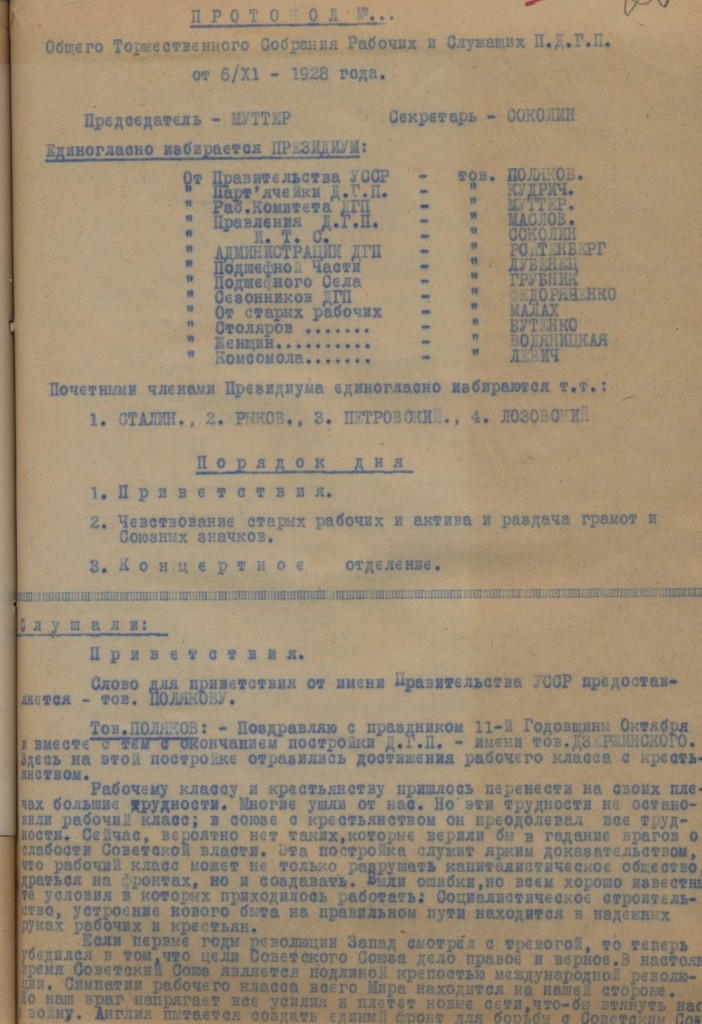 П Р О Т О К О Л №...
Общего Торжественного Собрания Рабочих и Служащих П.Д.Г.П.
от 6/XI - 1928 года.
Председатель - МУТТЕР Секретарь - СОКОЛИН
Единогласно избирается ПРЕЗИДИУМ:
От Правительства УССР - тов. ПОЛЯКОВ.
" Парт'ячейки Д.Г.П. - " КУДРИЧ.
" Раб.Комитета ДГП - " МУТТЕР.
" Правления Д.Г.П. - " МАСЛОВ.
" И. Т. С. - " СОКОЛИН
" АДМИНИСТРАЦИИ ДГП - " РОТТЕНБЕРГ
" Подшефной Части - " ЛУБЕНЕЦ
" Подшефного Села - " ГРУБНИК
" Сезонников ДГП - " ФЕДОРЯЧЕНКО
" От старых рабочих - " МАЛАХ
" Столяров ....... - " БУТЕНКО
" Женщин........... - " ВОДЯНИЦКАЯ
" Комсомола....... - " ЛЕВИЧ
Почетными членами Президиума единогласно избираются т.т.:
1. СТАЛИН., 2. РЫКОВ., 3. ПЕТРОВСКИЙ., 4. ЛОЗОВСКИЙ
П о р я д о к д н я
1. П р и в е т с т в и я.
2. Чевствование старых рабочих и актива и раздача грамот и
Союзных значков.
3. К о н ц е р т н о е отделение.
С л у ш а л и:
П р и в е т с т в и я.
Слово для приветствия от имени Правительства УССР предостав-
ляется - тов. ПОЛЯКОВУ.
Тов.ПОЛЯКОВ: - Поздравляю с праздником 11-й Годовщины Октября
и вместе с тем с окончанием постройки Д.Г.П. - имени тов.ДЗЕРЖИНСКОГО.
Здесь на этой постройке отразились достижения рабочего класса с кресть-
янством.
Рабочему классу и крестьянству пришлось перенести на своих пле-
чах большие трудности. Многие ушли от нас. Но эти трудности не остано-
вили рабочий класс; в союзе с крестьянством он преодолевал все труд-
ности. Сейчас, вероятно нет таких,которые верили бы в гадание врагов о
слабости Советской власти. Эта постройка служит ярким доказательством,
что рабочий класс может не только разрушать капиталистическое общество,
драться на фронтах, но и создавать. Были ошибки,но всем хорошо известны
те условия в которых приходилось работать: Социалистическое строитель-
ство, устроение нового быта на правильном пути находится в надежных
руках рабочих и крестьян.
Если первые годы революции Запад смотрел с тревогой, то теперь
убедился в том,что цели Советского Союза дело правое и верное.В настоящ
время Советский Союз является подлиной крепостью международной револю-
ции. Симпатии рабочего класса всего Мира находится на нашей стороне.
Но наш враг напрягает все усилия и плетет новые сети,что-бы втянуть нас
в войну. Англия пытается создать единый фронт для борьбы с Советским Сою